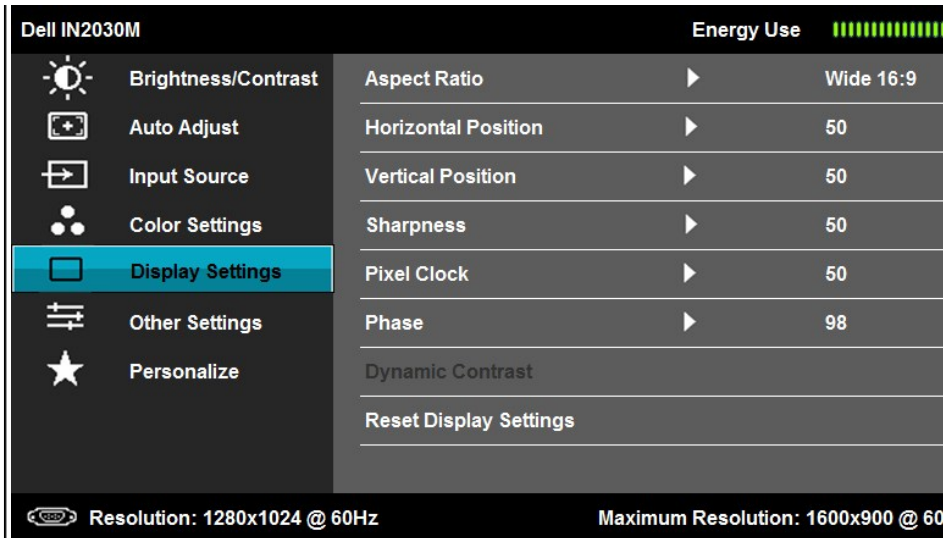 Dell IN2030M Energy Use
Brightness/Contrast Aspect Ratio Wide 16:9
Auto Adjust Horizontal Position 50
Input Source Vertical Position 50
Color Settings Sharpness 50
Display Settings Pixel Clock 50
Other Settings Phase 98
Personalize Dynamic Contrast
Reset Display Settings
Resolution: 1280x1024 @ 60Hz Maximum Resolution: 1600x900 @ 60